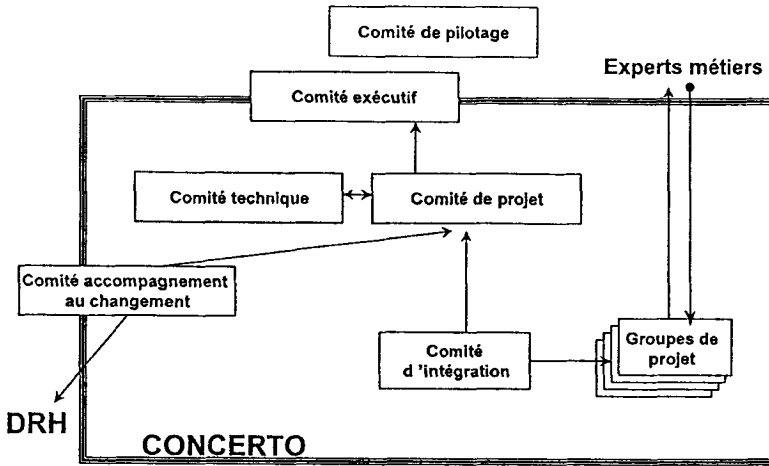 Comité de pilotage
Experts métiers
Comité exécutif
Comité technique
Comité de projet
Comité accompagnement
au changement
Comité
d 'intégration
Groupes de
projet
DRH
CONCERTO